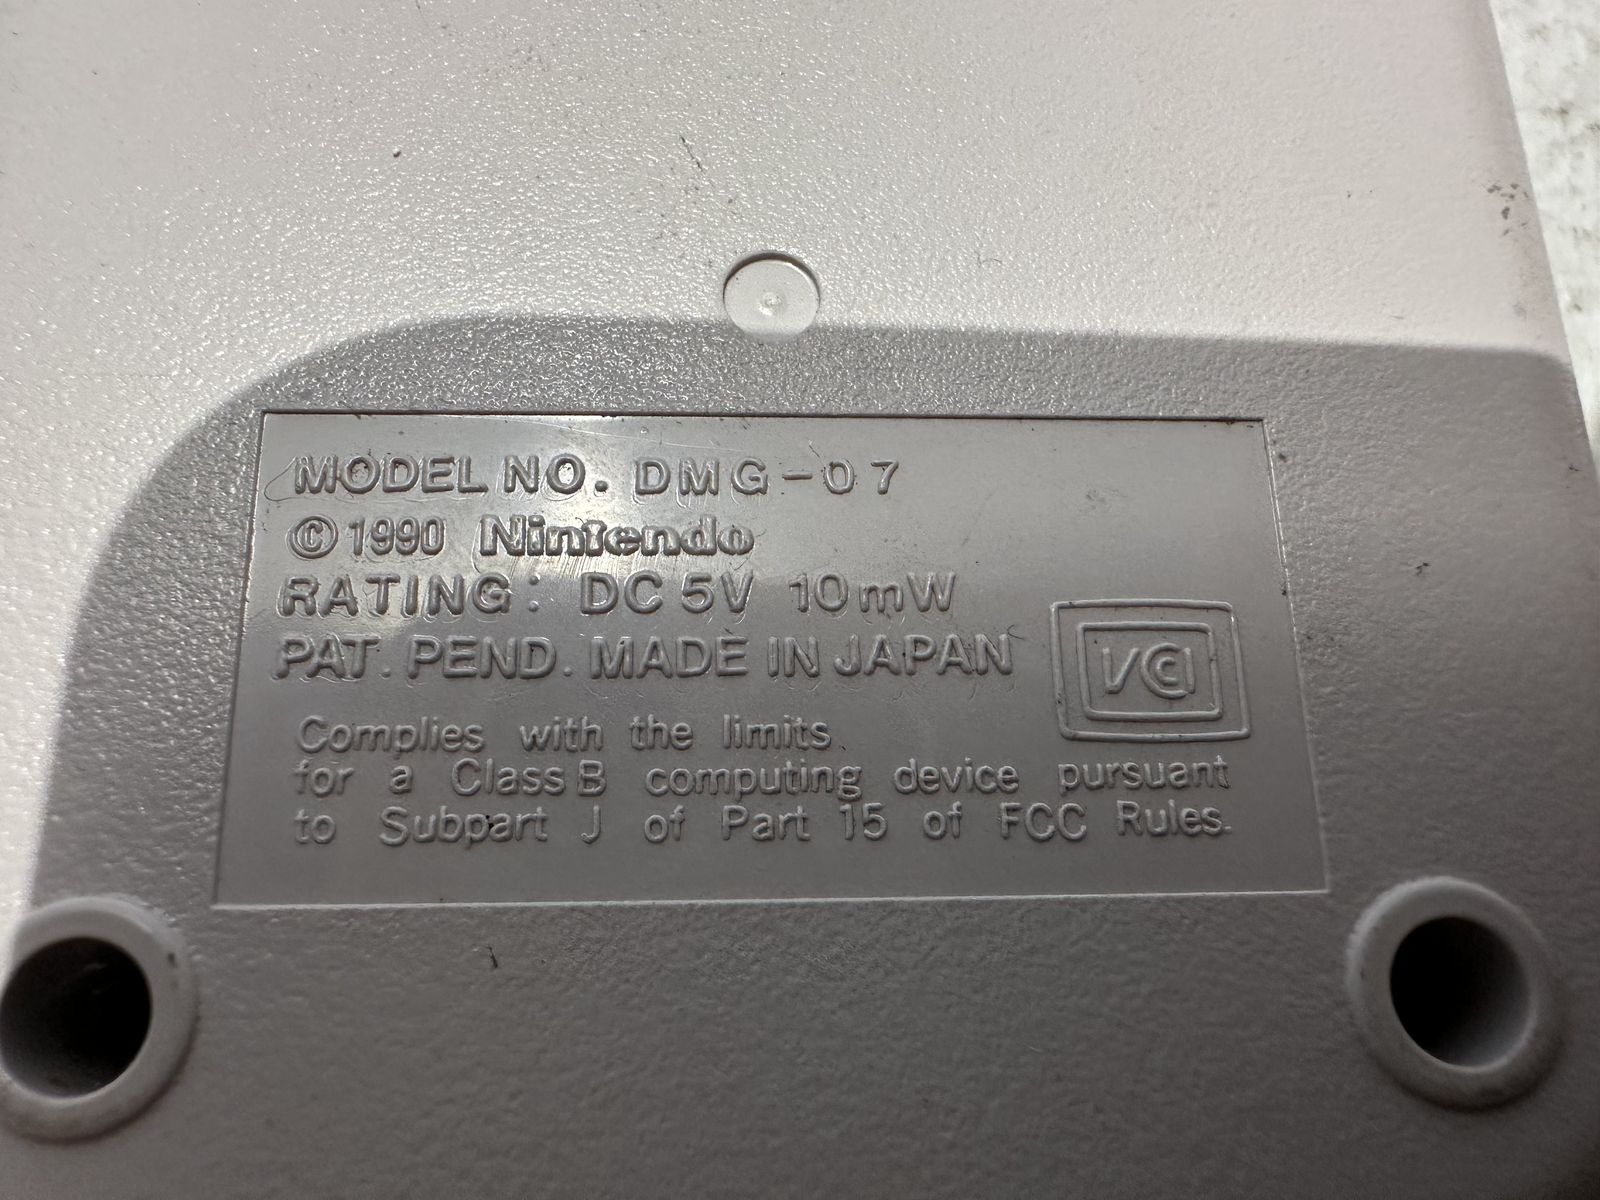 MODEL NO. DMG-07
©1990 Nintendo
RATING: DC 5V 10mW
PAT. PEND. MADE IN JAPAN
VCI
Complies with the limits
for a Class B computing device pursuant
to Subpart J of Part 15 of FCC Rules.